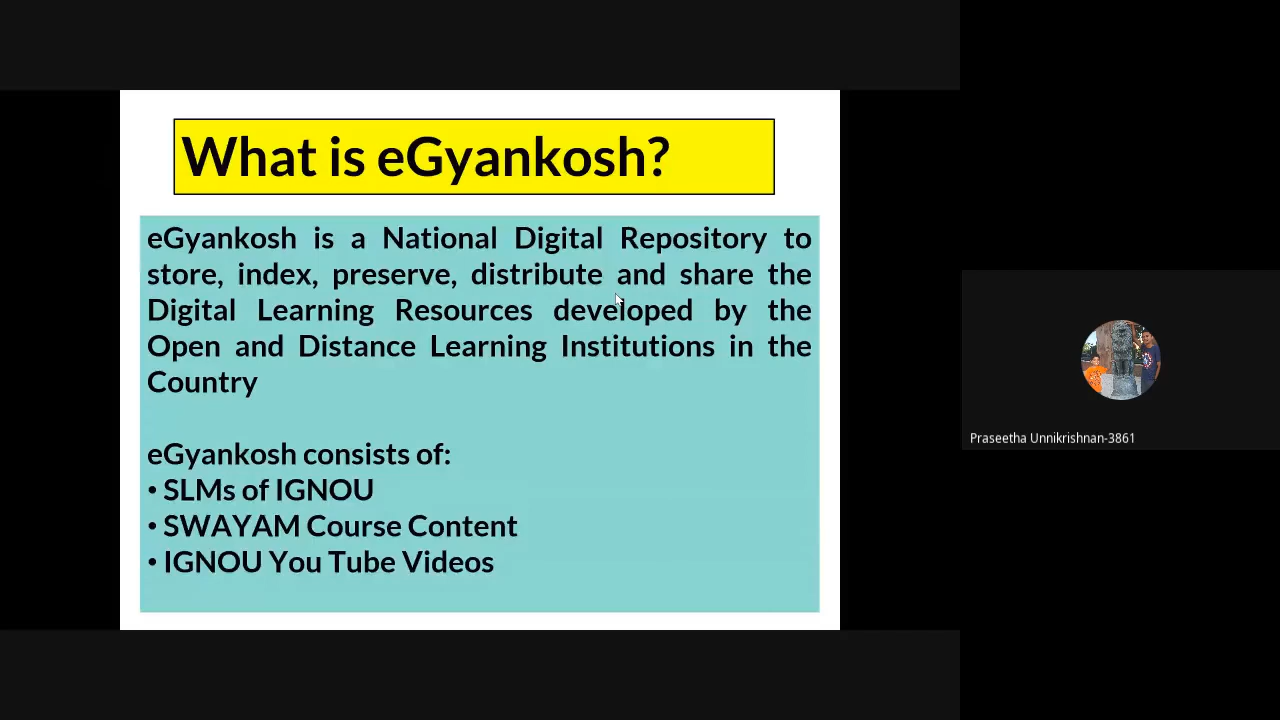 What is eGyankosh?
eGyankosh is a National Digital Repository to
store, index, preserve, distribute and share the
Digital Learning Resources developed by the
Open and Distance Learning Institutions in the
Country
eGyankosh consists of:
• SLMs of IGNOU
• SWAYAM Course Content
• IGNOU You Tube Videos
Praseetha Unnikrishnan-3861